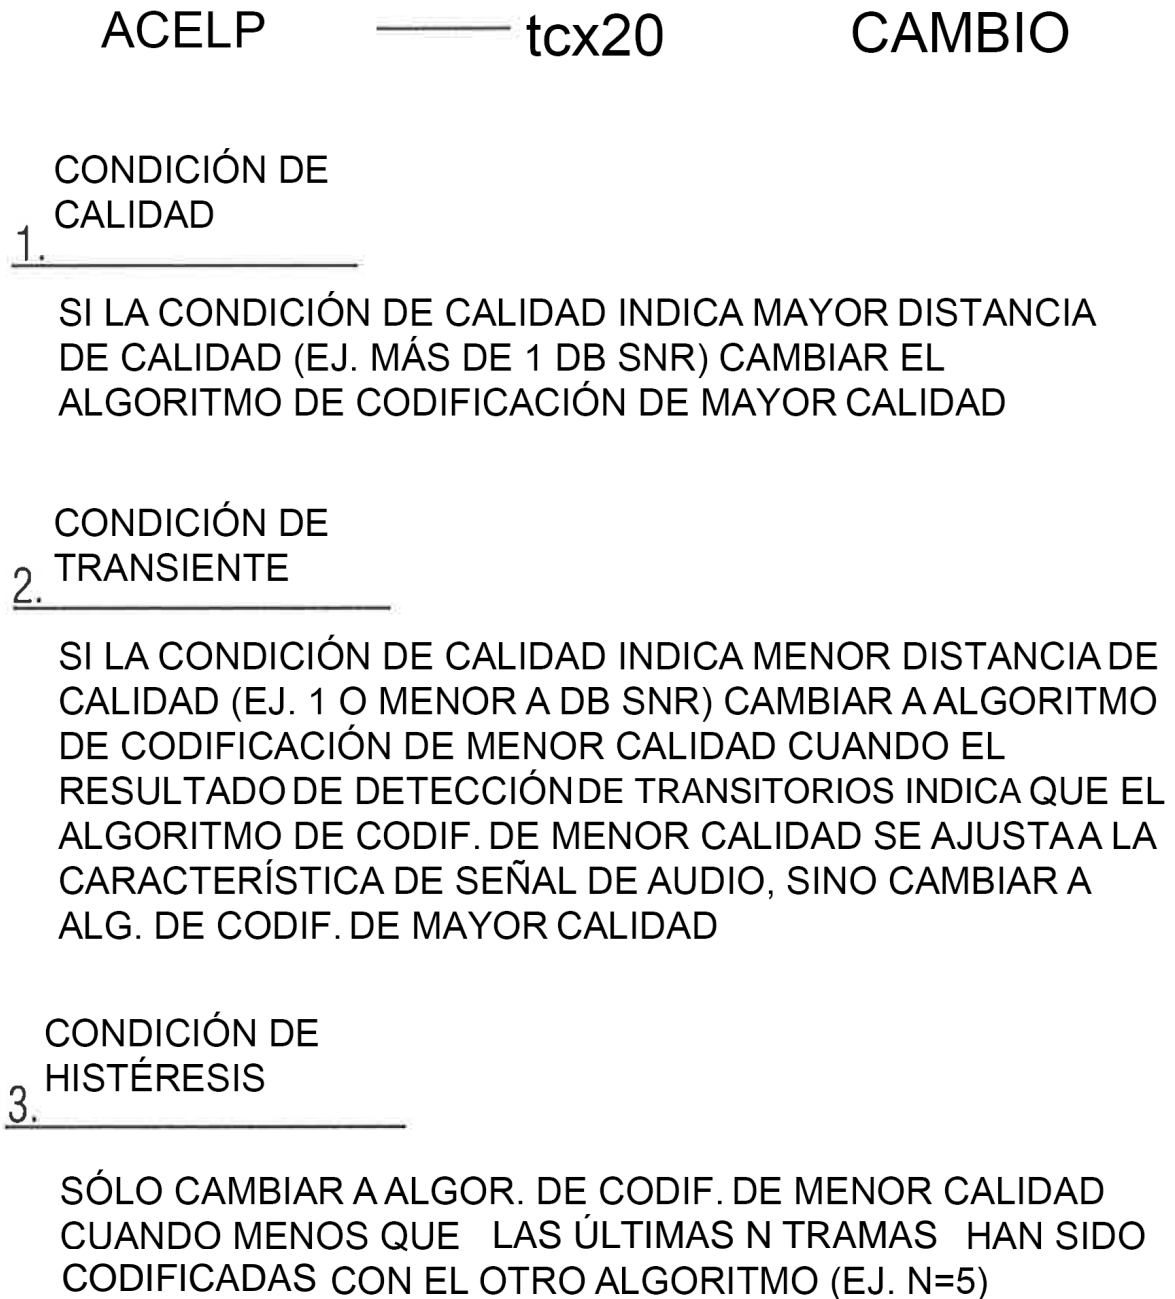 ACELP — tcx20 CAMBIO
CONDICIÓN DE
CALIDAD
1.
SI LA CONDICIÓN DE CALIDAD INDICA MAYOR DISTANCIA
DE CALIDAD (EJ. MÁS DE 1 DB SNR) CAMBIAR EL
ALGORITMO DE CODIFICACIÓN DE MAYOR CALIDAD
CONDICIÓN DE
TRANSIENTE
2.
SI LA CONDICIÓN DE CALIDAD INDICA MENOR DISTANCIA DE
CALIDAD (EJ. 1 O MENOR A DB SNR) CAMBIAR A ALGORITMO
DE CODIFICACIÓN DE MENOR CALIDAD CUANDO EL
RESULTADO DE DETECCIÓN DE TRANSITORIOS INDICA QUE EL
ALGORITMO DE CODIF. DE MENOR CALIDAD SE AJUSTA A LA
CARACTERÍSTICA DE SEÑAL DE AUDIO, SINO CAMBIAR A
ALG. DE CODIF. DE MAYOR CALIDAD
CONDICIÓN DE
HISTÉRESIS
3.
SÓLO CAMBIAR A ALGOR. DE CODIF. DE MENOR CALIDAD
CUANDO MENOS QUE LAS ÚLTIMAS N TRAMAS HAN SIDO
CODIFICADAS CON EL OTRO ALGORITMO (EJ. N=5)